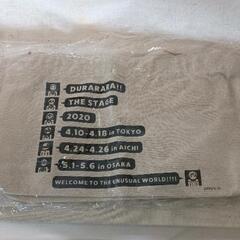 DURARARA!!
THE STAGE
2020
4.10-4.18 in TOKYO
4.24-4.26 in AICHI
5.1-5.6 in OSAKA
WELCOME TO THE UNUSUAL WORLD!!!!